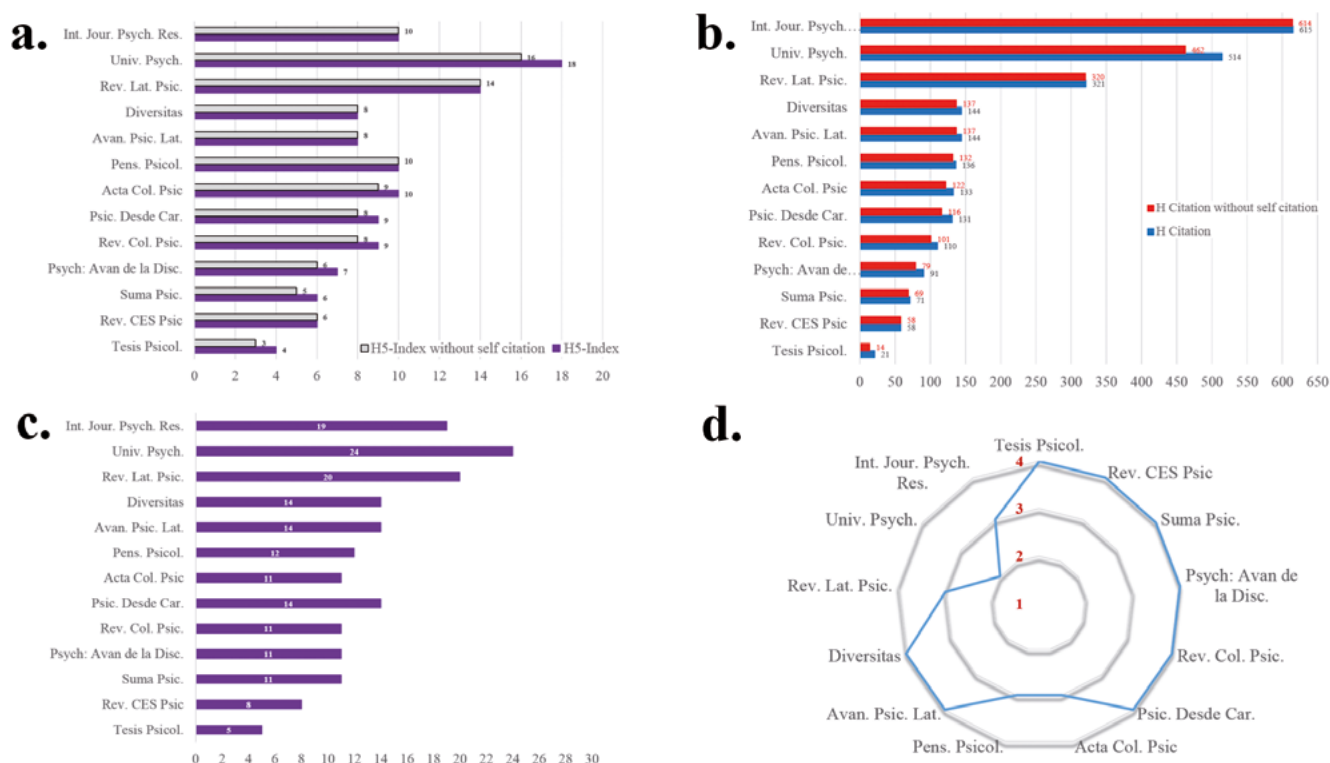 a.
Int. Jour. Psych. Res.
10
Univ. Psych.
16
18
Rev. Lat. Psic.
14
Diversitas
8
Avan. Psic. Lat.
8
Pens. Psicol.
10
Acta Col. Psic
9
10
Psic. Desde Car.
8
9
Rev. Col. Psic.
8
9
Psych: Avan de la Disc.
6
7
Suma Psic.
5
6
Rev. CES Psic
6
Tesis Psicol.
3
4
H5-Index without self citation
H5-Index
0 2 4 6 8 10 12 14 16 18 20
b.
Int. Jour. Psych....
614
615
Univ. Psych.
462
514
Rev. Lat. Psic.
320
321
Diversitas
137
144
Avan. Psic. Lat.
137
144
Pens. Psicol.
132
136
Acta Col. Psic
122
133
Psic. Desde Car.
116
131
Rev. Col. Psic.
101
110
Psych: Avan de...
79
91
Suma Psic.
69
71
Rev. CES Psic
58
58
Tesis Psicol.
14
21
H Citation without self citation
H Citation
0 50 100 150 200 250 300 350 400 450 500 550 600 650
c.
Int. Jour. Psych. Res.
19
Univ. Psych.
24
Rev. Lat. Psic.
20
Diversitas
14
Avan. Psic. Lat.
14
Pens. Psicol.
12
Acta Col. Psic
11
Psic. Desde Car.
14
Rev. Col. Psic.
11
Psych: Avan de la Disc.
11
Suma Psic.
11
Rev. CES Psic
8
Tesis Psicol.
5
0 2 4 6 8 10 12 14 16 18 20 22 24 26 28 30
d.
Tesis Psicol.
Rev. CES Psic
Suma Psic.
Psych: Avan de
la Disc.
Rev. Col. Psic.
Psic. Desde Car.
Acta Col. Psic
Pens. Psicol.
Avan. Psic. Lat.
Diversitas
Rev. Lat. Psic.
Univ. Psych.
Int. Jour. Psych.
Res.
4
3
2
1